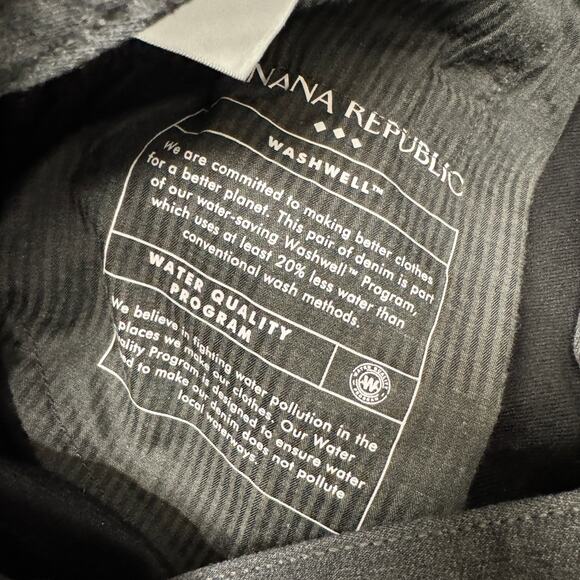 NANA REPUBLIC
WASHWELL™
We are committed to making better clothes
for a better planet. This pair of denim is part
of our water-saving Washwell™ Program,
which uses at least 20% less water than
conventional wash methods.
WATER QUALITY
PROGRAM
WATER QUALITY
W
PROGRAM
We believe in fighting water pollution in the
places we make our clothes. Our Water
ality Program is designed to ensure water
d to make our denim does not pollute
local waterways.